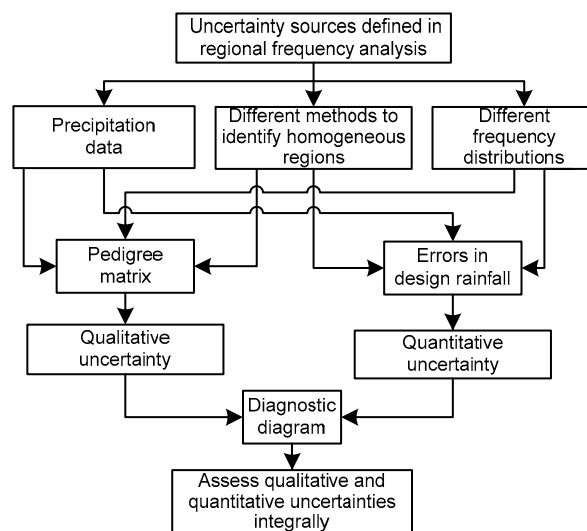 Uncertainty sources defined in
regional frequency analysis
Precipitation
data
Different methods to
identify homogeneous
regions
Different
frequency
distributions
Pedigree
matrix
Errors in
design rainfall
Qualitative
uncertainty
Quantitative
uncertainty
Diagnostic
diagram
Assess qualitative and
quantitative uncertainties
integrally